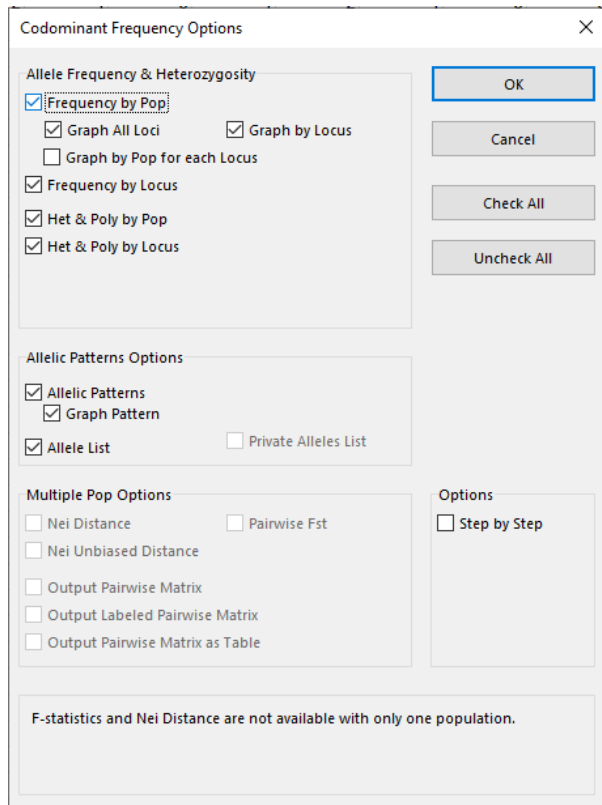 Codominant Frequency Options
Allele Frequency & Heterozygosity
Frequency by Pop
Graph All Loci
Graph by Locus
Graph by Pop for each Locus
Frequency by Locus
Het & Poly by Pop
Het & Poly by Locus
OK
Cancel
Check All
Uncheck All
Allelic Patterns Options
Allelic Patterns
Graph Pattern
Allele List
Private Alleles List
Multiple Pop Options
Nei Distance
Pairwise Fst
Nei Unbiased Distance
Output Pairwise Matrix
Output Labeled Pairwise Matrix
Output Pairwise Matrix as Table
Options
Step by Step
F-statistics and Nei Distance are not available with only one population.